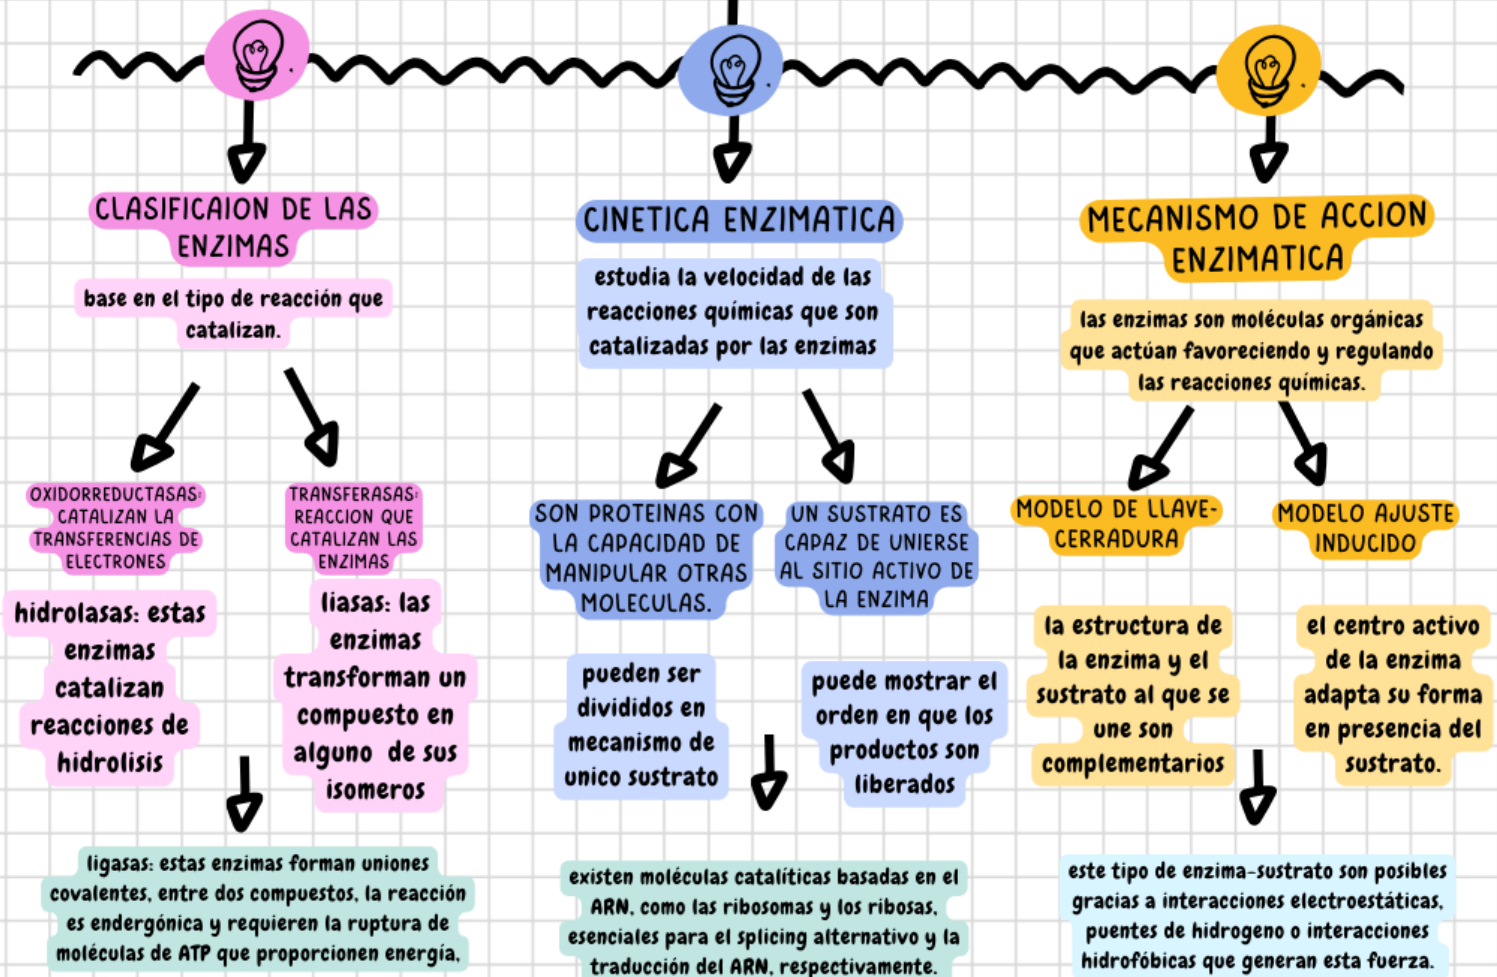 CLASIFICAION DE LAS
ENZIMAS
base en el tipo de reacción que
catalizan.
OXIDORREDUCTASAS:
CATALIZAN LA
TRANSFERENCIAS DE
ELECTRONES
TRANSFERASAS:
REACCION QUE
CATALIZAN LAS
ENZIMAS
hidrolasas: estas
enzimas
catalizan
reacciones de
hidrolisis
liasas: las
enzimas
transforman un
compuesto en
alguno de sus
isomeros
ligasas: estas enzimas forman uniones
covalentes, entre dos compuestos, la reacción
es endergónica y requieren la ruptura de
moléculas de ATP que proporcionen energía,
CINETICA ENZIMATICA
estudia la velocidad de las
reacciones químicas que son
catalizadas por las enzimas
SON PROTEINAS CON
LA CAPACIDAD DE
MANIPULAR OTRAS
MOLECULAS.
UN SUSTRATO ES
CAPAZ DE UNIERSE
AL SITIO ACTIVO DE
LA ENZIMA
pueden ser
divididos en
mecanismo de
unico sustrato
puede mostrar el
orden en que los
productos son
liberados
existen moléculas catalíticas basadas en el
ARN, como las ribosomas y los ribosas,
esenciales para el splicing alternativo y la
traducción del ARN, respectivamente.
MECANISMO DE ACCION
ENZIMATICA
las enzimas son moléculas orgánicas
que actúan favoreciendo y regulando
las reacciones químicas.
MODELO DE LLAVE-
CERRADURA
MODELO AJUSTE
INDUCIDO
la estructura de
la enzima y el
sustrato al que se
une son
complementarios
el centro activo
de la enzima
adapta su forma
en presencia del
sustrato.
este tipo de enzima-sustrato son posibles
gracias a interacciones electroestáticas,
puentes de hidrogeno o interacciones
hidrofóbicas que generan esta fuerza.